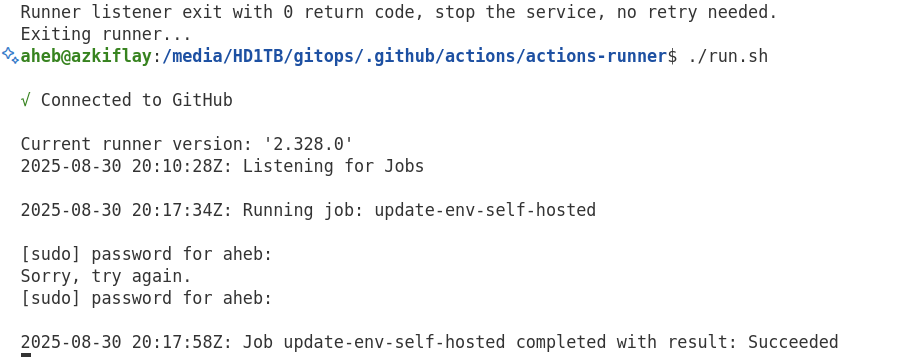 Runner listener exit with 0 return code, stop the service, no retry needed.
Exiting runner...
aheb@azkiflay:/media/HD1TB/gitops/.github/actions/actions-runner$ ./run.sh
√ Connected to GitHub
Current runner version: '2.328.0'
2025-08-30 20:10:28Z: Listening for Jobs
2025-08-30 20:17:34Z: Running job: update-env-self-hosted
[sudo] password for aheb:
Sorry, try again.
[sudo] password for aheb:
2025-08-30 20:17:58Z: Job update-env-self-hosted completed with result: Succeeded